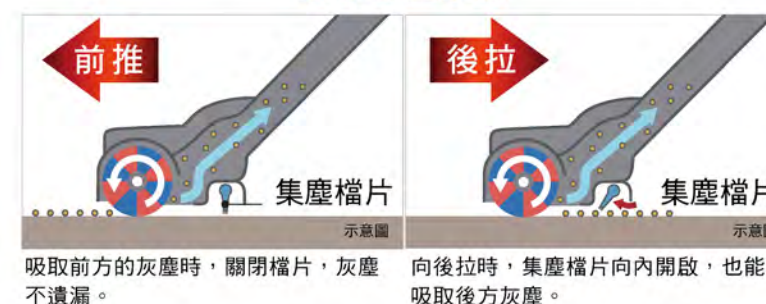 前推
集塵檔片
示意圖
吸取前方的灰塵時，關閉檔片，灰塵
不遺漏。
後拉
集塵檔片
示意圖
向後拉時，集塵檔片向內開啟，也能
吸取後方灰塵。